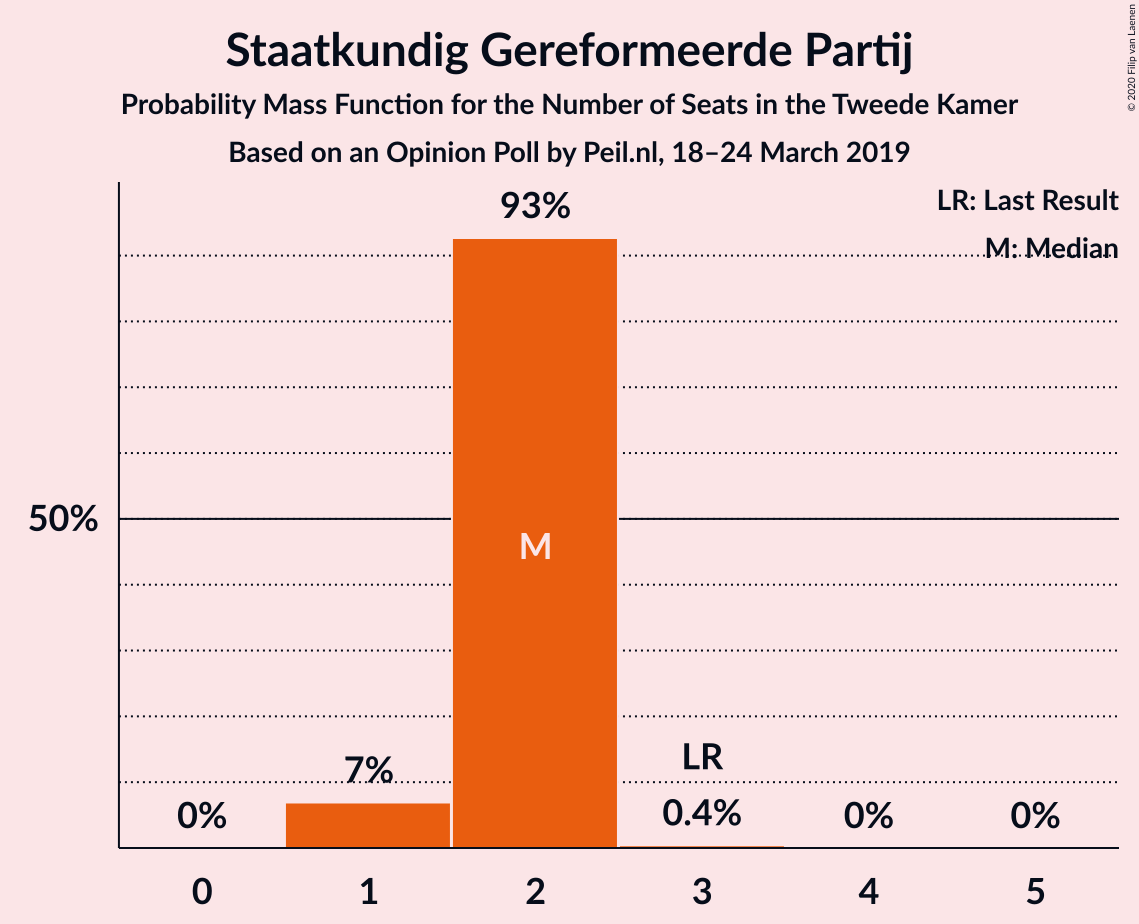 Staatkundig Gereformeerde Partij
Probability Mass Function for the Number of Seats in the Tweede Kamer
Based on an Opinion Poll by Peil.nl, 18–24 March 2019
© 2020 Filip van Laenen
LR: Last Result
M: Median
93%
50%
M
7%
LR
0%
0.4%
0%
0%
0 1 2 3 4 5